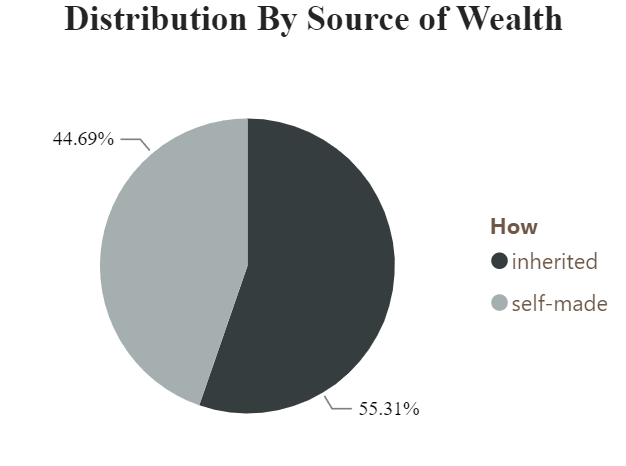 Distribution By Source of Wealth
44.69%
55.31%
How
inherited
self-made